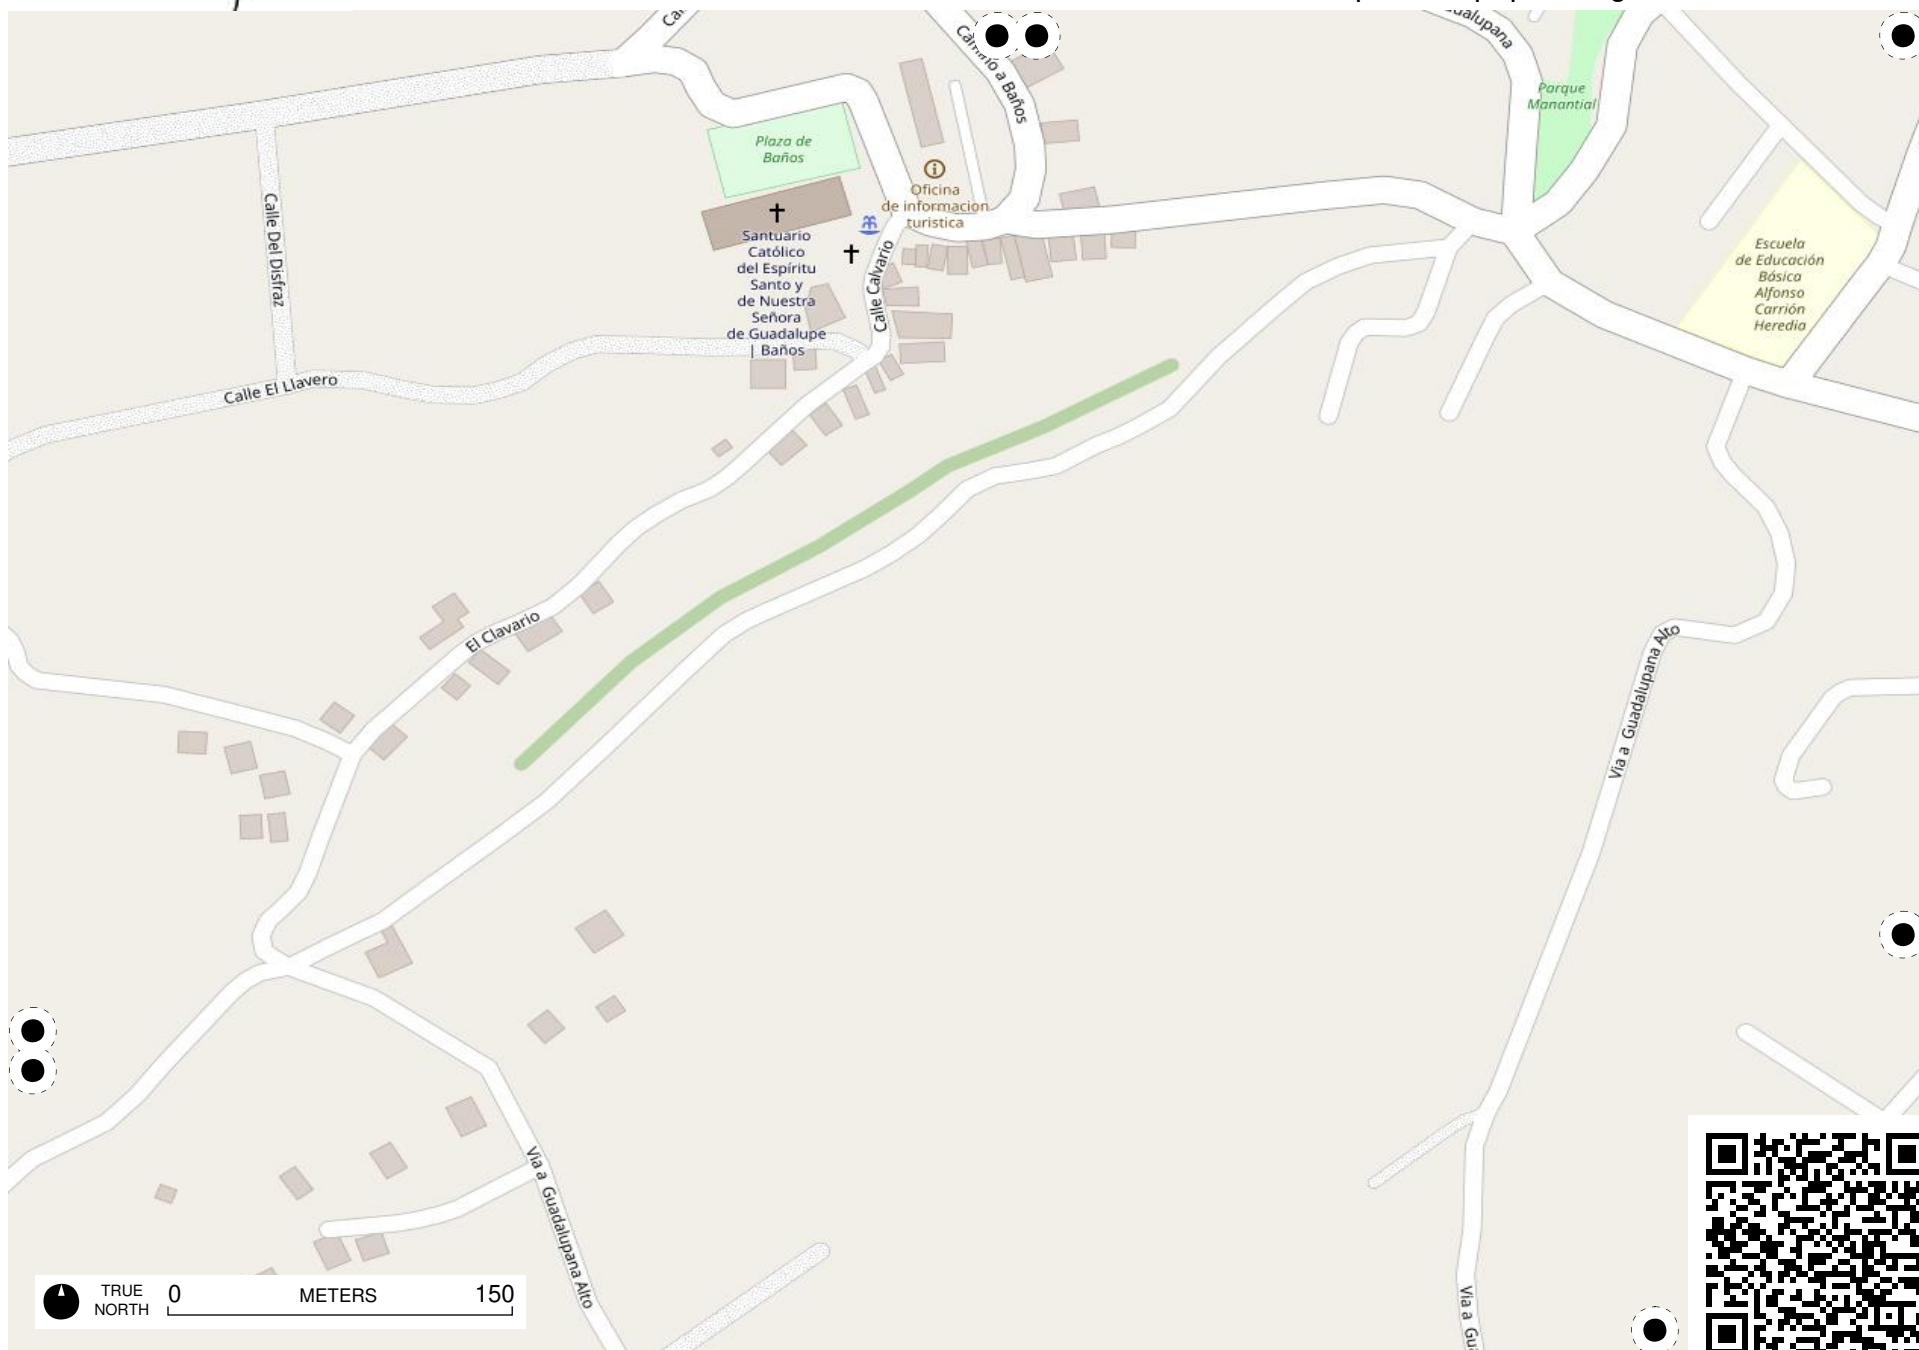 Camino a Baños
Parque
Manantial
Plaza de
Baños
Oficina
de informacion
turistica
Calle Del Disfraz
Santuario
Católico
del Espíritu
Santo y
de Nuestra
Señora
de Guadalupe
| Baños
Calle Calvario
Escuela
de Educación
Básica
Alfonso
Carrión
Heredia
Calle El Llavero
El Clavario
Via a Guadalupana Alto
Via a Guadalupana Alto
Via a
TRUE
NORTH
0 METERS 150